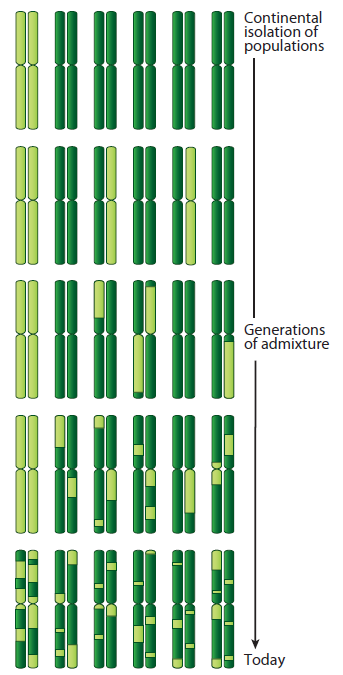 Continental
isolation of
populations
Generations
of admixture
Today